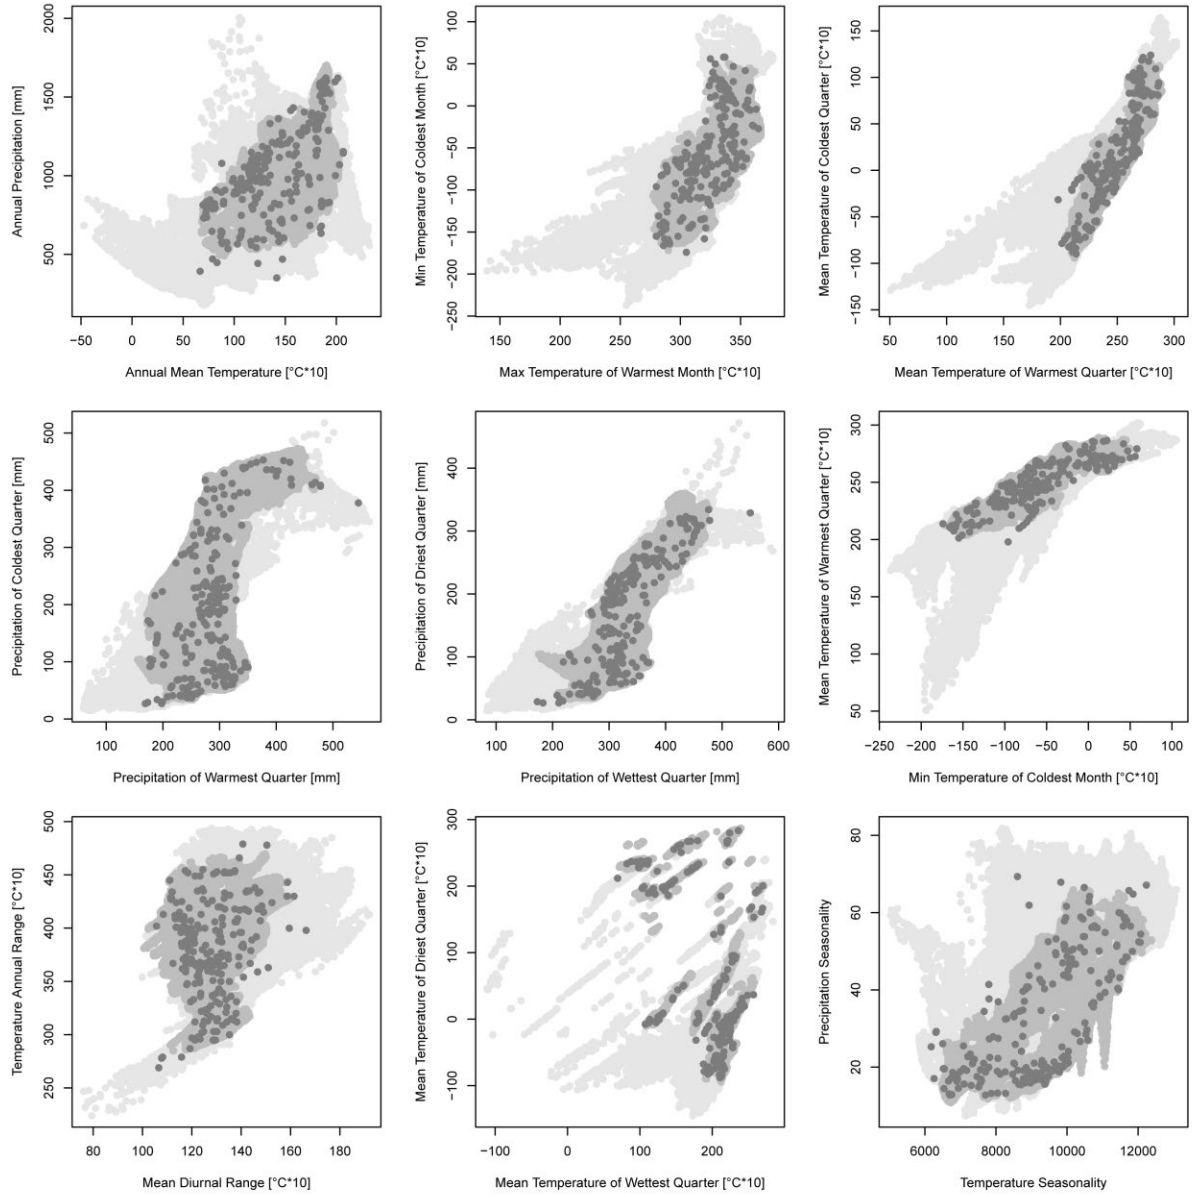 Annual Precipitation [mm]
2000
1500
1000
500
−50 0 50 100 150 200
Annual Mean Temperature [°C*10]
Min Temperature of Coldest Month [°C*10]
100
50
0
−50
−100
−150
−200
−250
150 200 250 300 350
Max Temperature of Warmest Month [°C*10]
Mean Temperature of Coldest Quarter [°C*10]
150
100
50
0
−50
−100
−150
50 100 150 200 250 300
Mean Temperature of Warmest Quarter [°C*10]
Precipitation of Coldest Quarter [mm]
500
400
300
200
100
0
100 200 300 400 500
Precipitation of Warmest Quarter [mm]
Precipitation of Driest Quarter [mm]
400
300
200
100
0
100 200 300 400 500 600
Precipitation of Wettest Quarter [mm]
Mean Temperature of Warmest Quarter [°C*10]
300
250
200
150
100
50
−250 −200 −150 −100 −50 0 50 100
Min Temperature of Coldest Month [°C*10]
Temperature Annual Range [°C*10]
500
450
400
350
300
250
80 100 120 140 160 180
Mean Diurnal Range [°C*10]
Mean Temperature of Driest Quarter [°C*10]
300
200
100
0
−100
−100 0 100 200
Mean Temperature of Wettest Quarter [°C*10]
Precipitation Seasonality
80
60
40
20
6000 8000 10000 12000
Temperature Seasonality